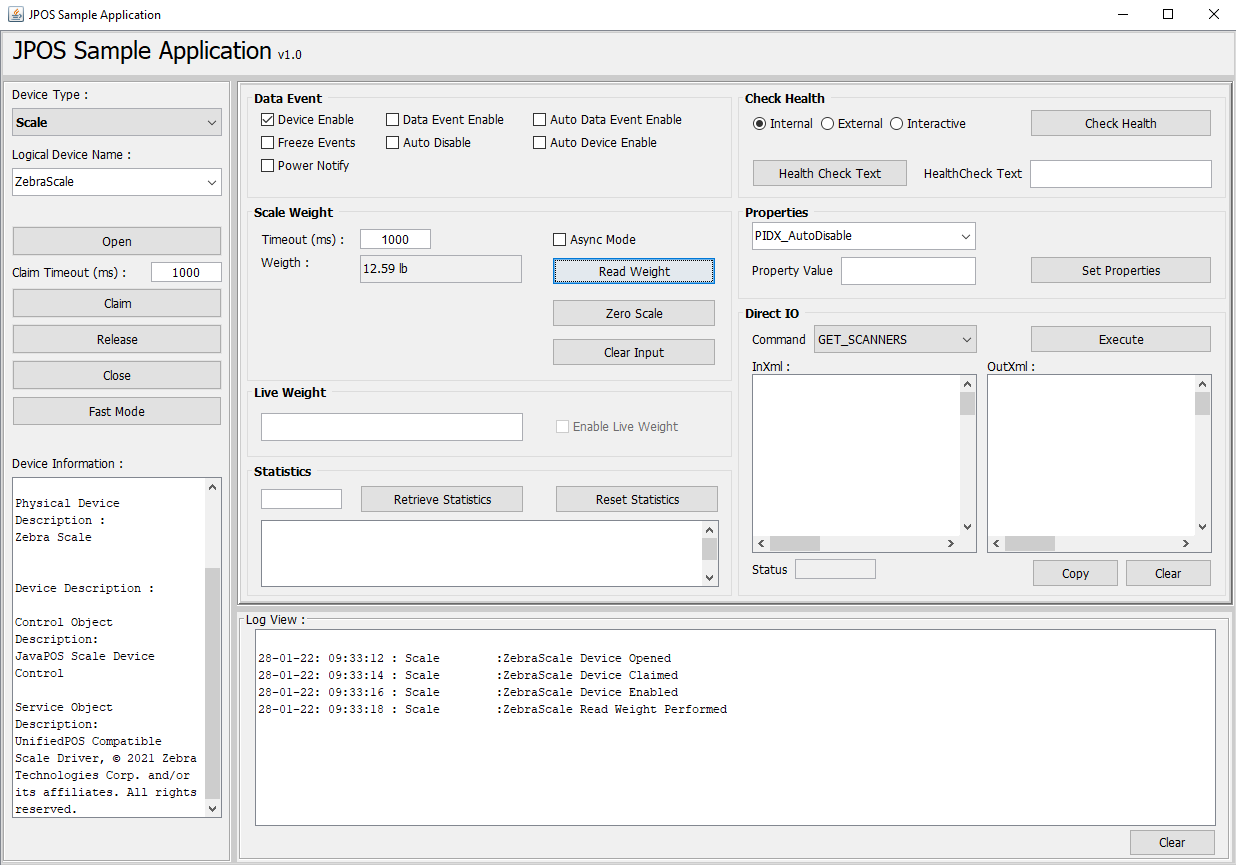 JPOS Sample Application
JPOS Sample Application v1.0
Device Type :
Scale
Logical Device Name :
ZebraScale
Open
Claim Timeout (ms) : 1000
Claim
Release
Close
Fast Mode
Device Information :
Physical Device
Description :
Zebra Scale
Device Description :
Control Object
Description:
JavaPOS Scale Device
Control
Service Object
Description:
UnifiedPOS Compatible
Scale Driver, © 2021 Zebra
Technologies Corp. and/or
its affiliates. All rights
reserved.
Data Event
Device Enable Data Event Enable Auto Data Event Enable
Freeze Events Auto Disable Auto Device Enable
Power Notify
Scale Weight
Timeout (ms) : 1000 Async Mode
Weigth : 12.59 lb Read Weight
Zero Scale
Clear Input
Live Weight
Enable Live Weight
Statistics
Retrieve Statistics Reset Statistics
Check Health
Internal External Interactive Check Health
Health Check Text HealthCheck Text
Properties
PIDX_AutoDisable
Property Value Set Properties
Direct IO
Command GET_SCANNERS Execute
InXml : OutXml :
Status Copy Clear
Log View :
28-01-22: 09:33:12 : Scale :ZebraScale Device Opened
28-01-22: 09:33:14 : Scale :ZebraScale Device Claimed
28-01-22: 09:33:16 : Scale :ZebraScale Device Enabled
28-01-22: 09:33:18 : Scale :ZebraScale Read Weight Performed
Clear